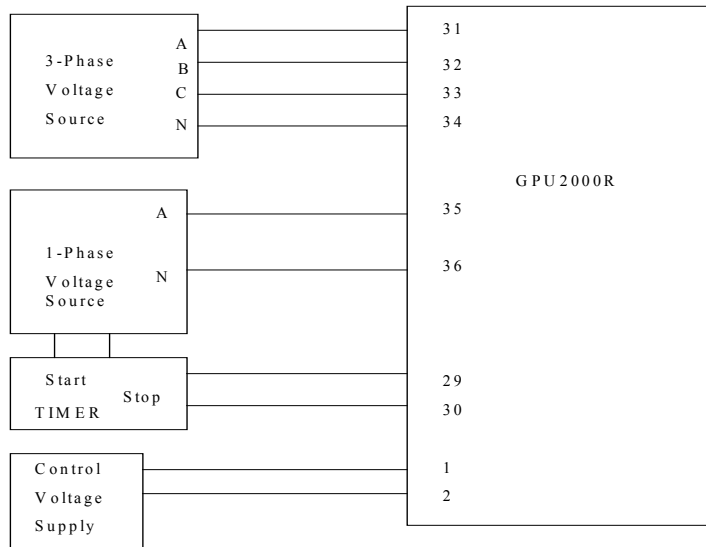 3-Phase
Voltage
Source
A
B
C
N
31
32
33
34
GPU2000R
1-Phase
Voltage
Source
A
N
35
36
Start
Stop
TIMER
29
30
Control
Voltage
Supply
1
2